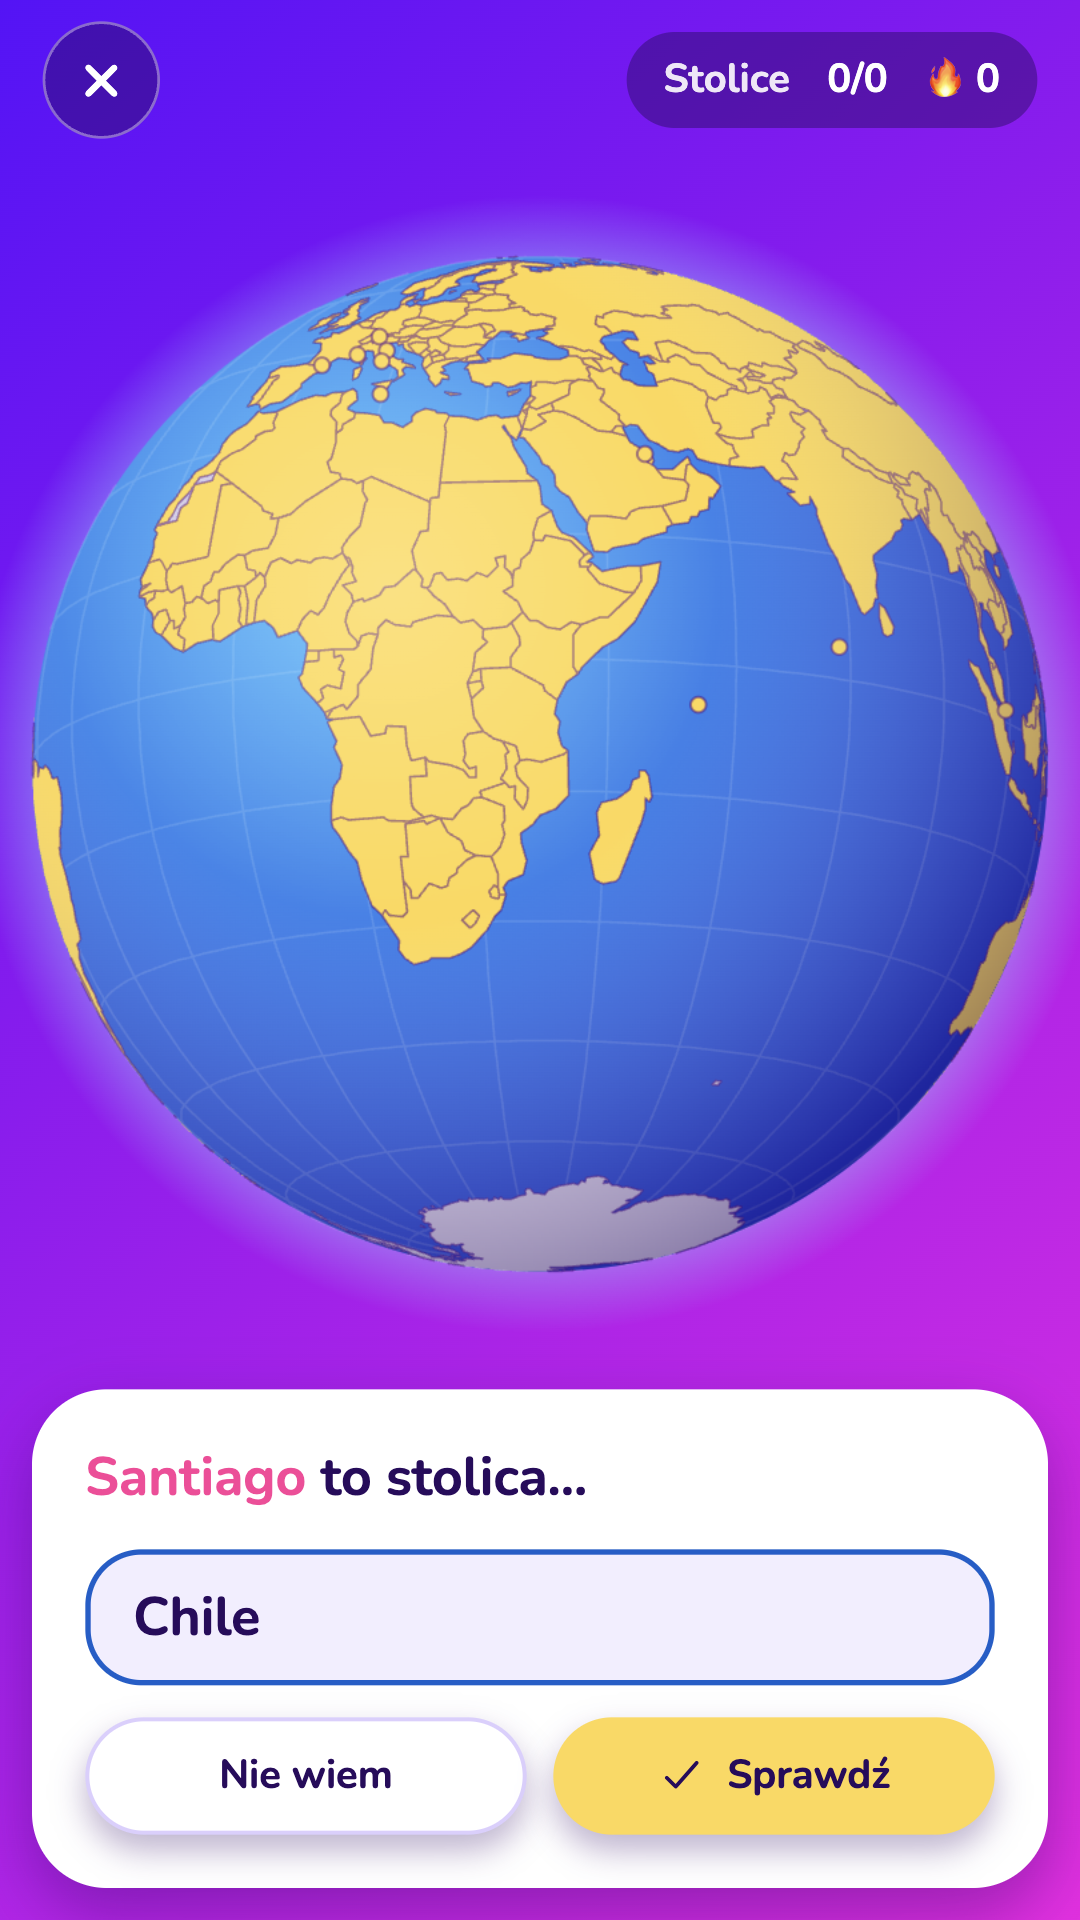 Stolice 0/0 🔥 0
Santiago to stolica...
Chile
Nie wiem
✓ Sprawdź